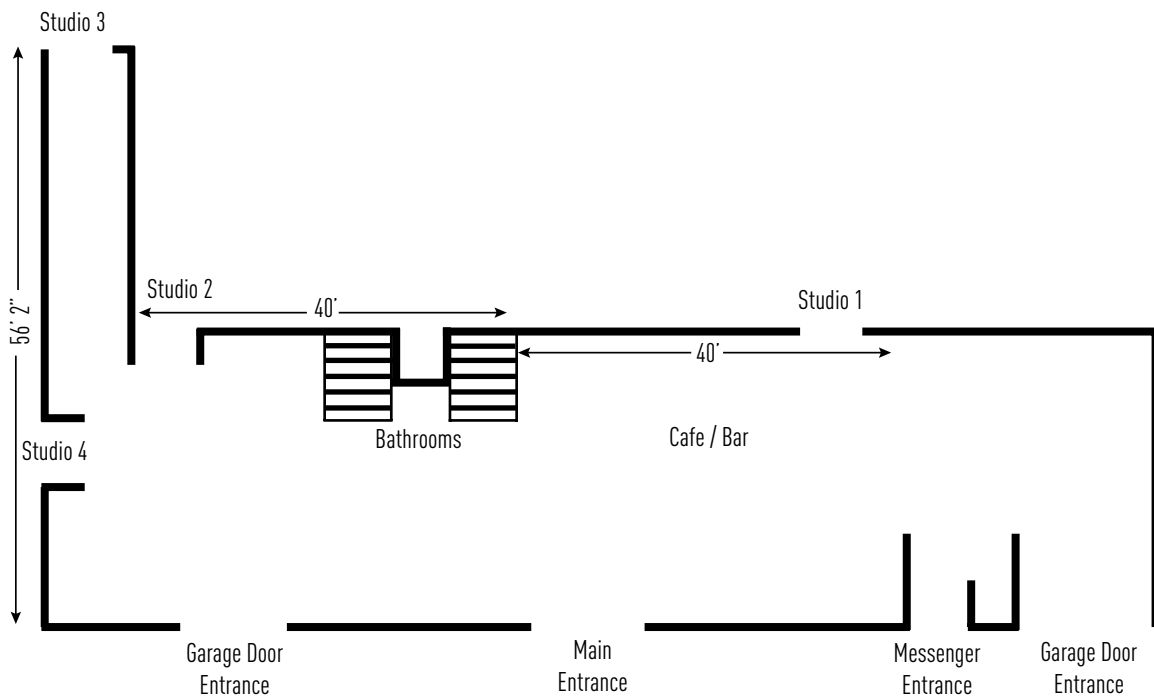 Studio 3
Studio 2
40’
Studio 1
56’ 2”
40’
Bathrooms
Cafe / Bar
Studio 4
Garage Door
Entrance
Main
Entrance
Messenger
Entrance
Garage Door
Entrance